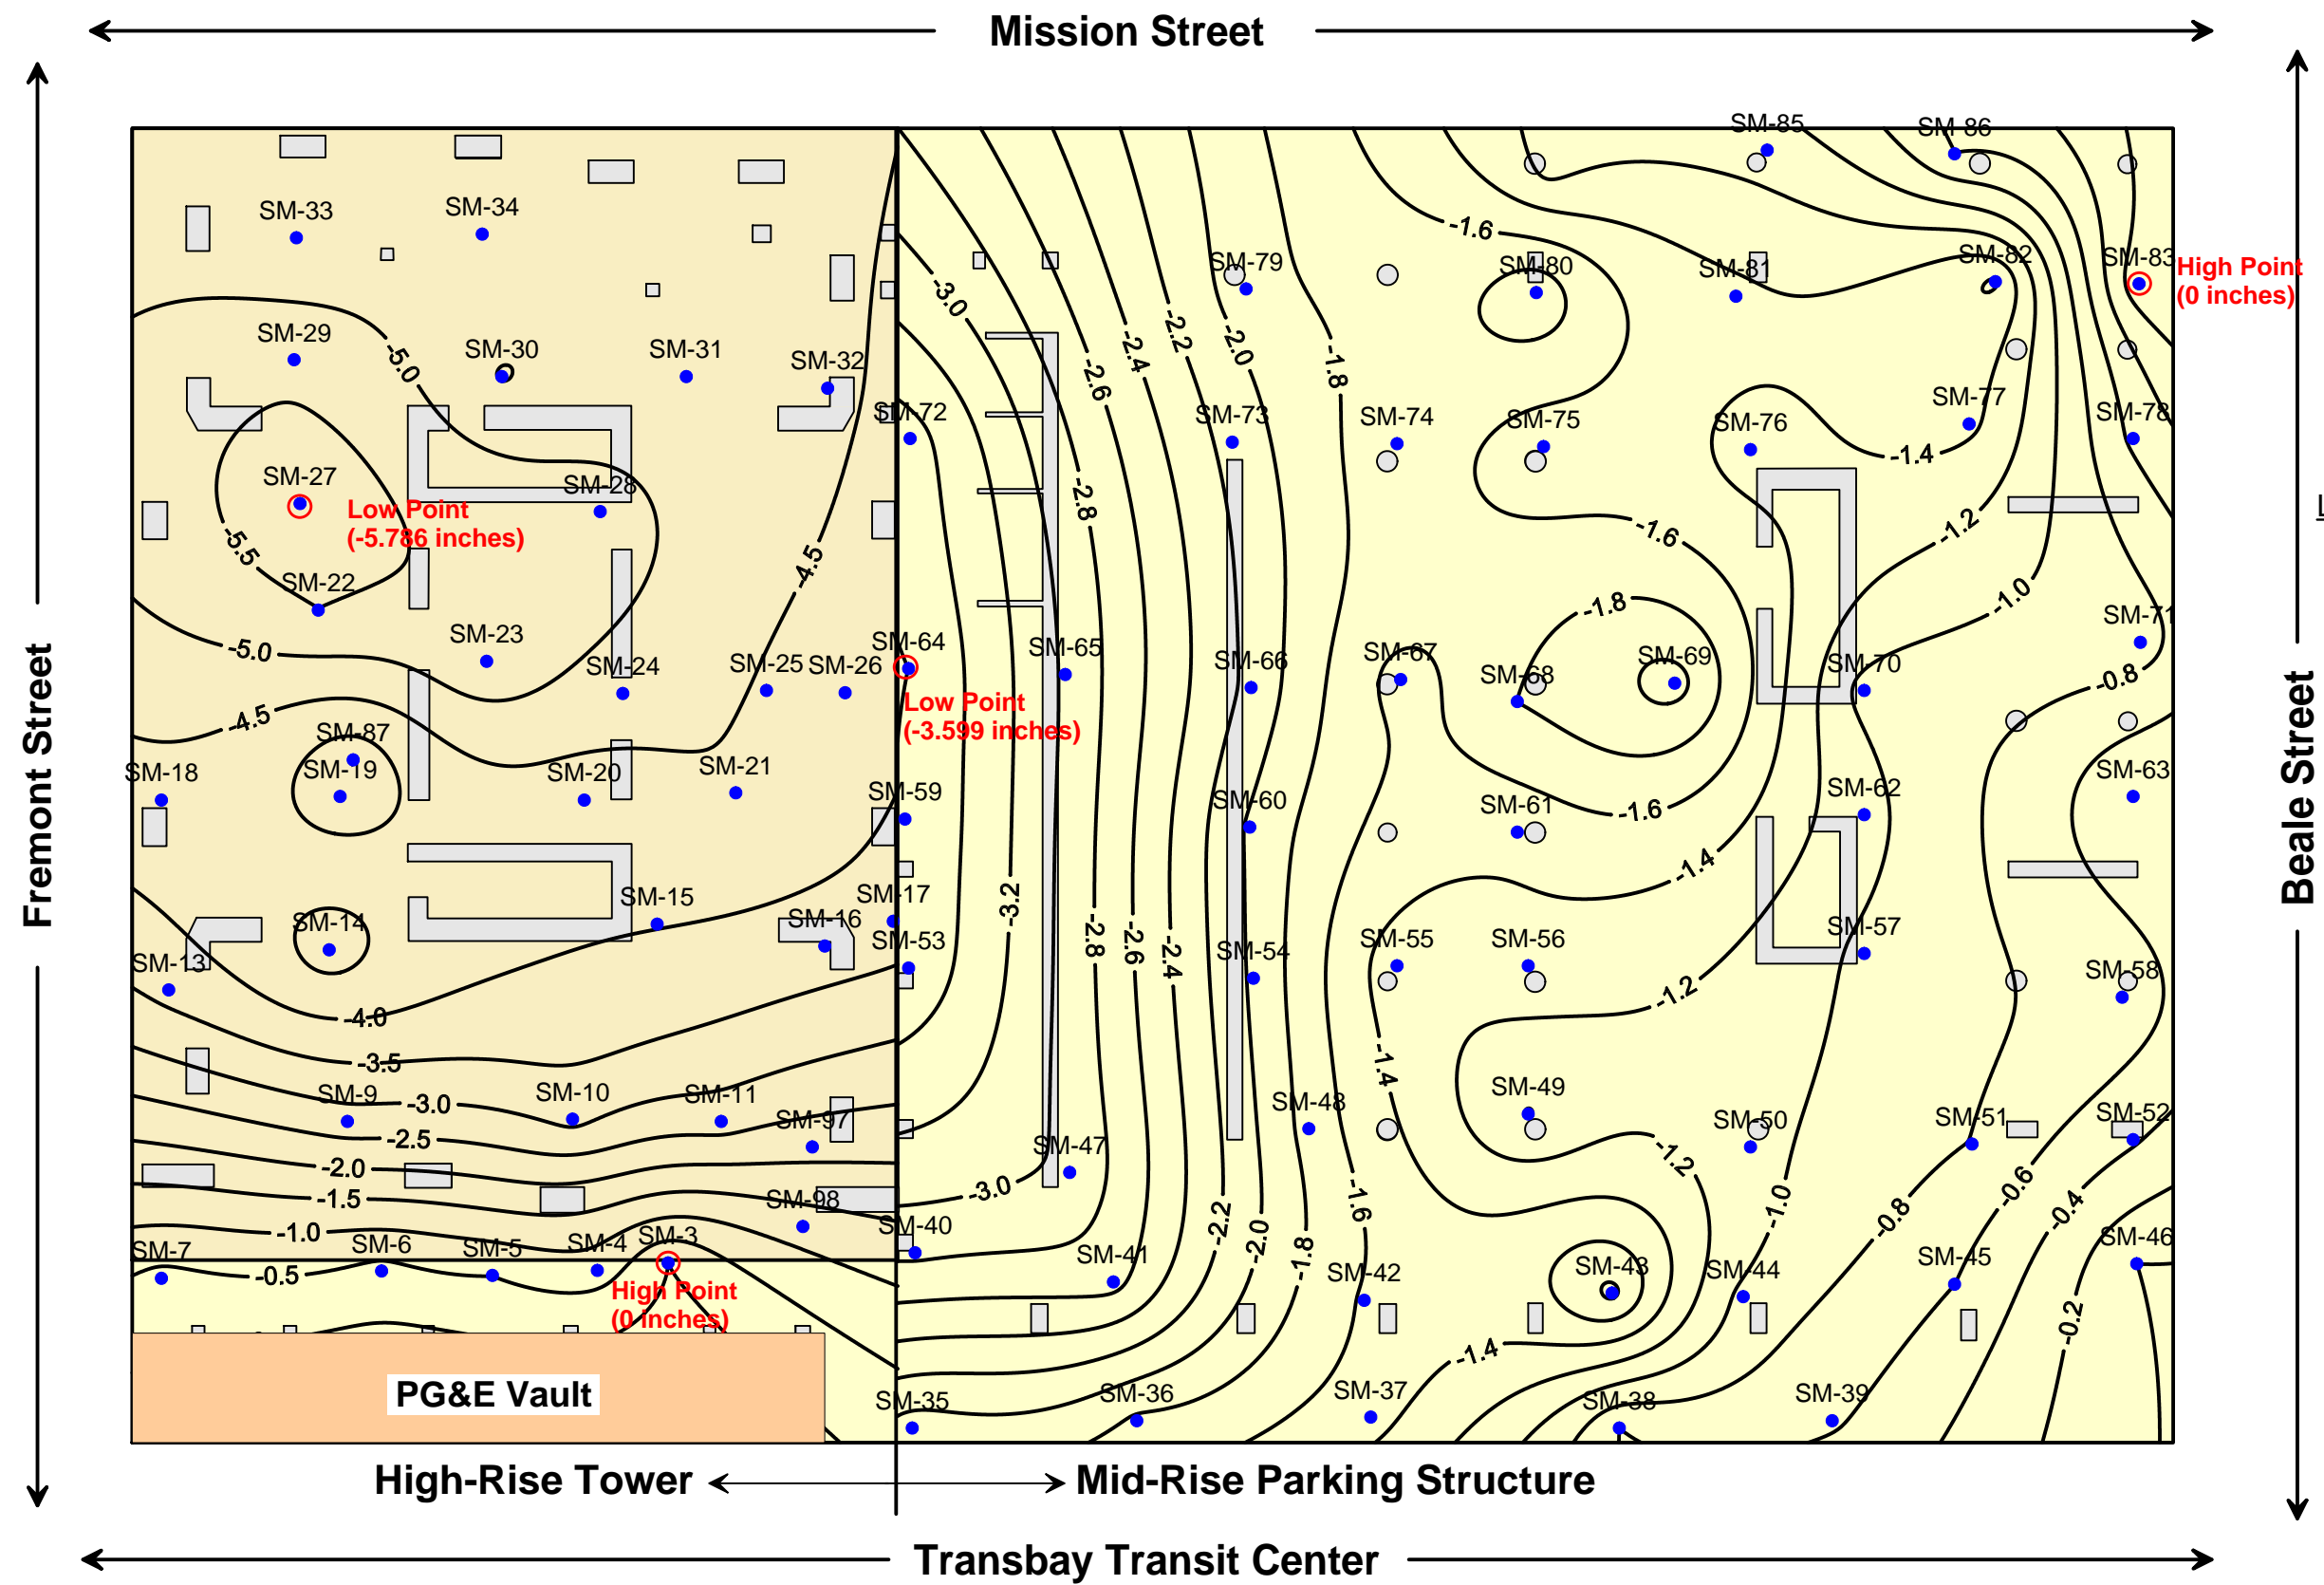 Mission Street
SM-85
SM-86
SM-33
SM-34
-1.6
SM-79
SM-80
SM-81
SM-82
SM-83
High Point
(0 inches)
-3.0
SM-29
SM-30
SM-31
SM-32
-5.0
-2.6
-2.4
-2.2
-2.0
-1.8
SM-72
SM-73
SM-74
SM-75
SM-76
SM-77
SM-78
-1.4
SM-27
SM-28
Low Point
(-5.786 inches)
-5.5
-4.5
-2.8
-1.6
-1.2
-1.0
SM-22
-1.8
SM-23
SM-24
SM-25
SM-26
SM-64
SM-65
SM-66
SM-67
SM-68
SM-69
SM-70
SM-71
-5.0
-0.8
Low Point
(-3.599 inches)
-4.5
SM-87
SM-18
SM-19
SM-20
SM-21
SM-59
SM-60
SM-61
SM-62
SM-63
-1.6
Fremont Street
Beale Street
-1.4
-3.2
SM-14
SM-15
SM-16
SM-17
SM-13
SM-53
SM-54
SM-55
SM-56
SM-57
SM-58
-2.8
-2.6
-2.4
-1.2
-4.0
-3.5
-1.4
SM-9
SM-10
SM-11
SM-97
SM-48
SM-49
SM-50
SM-51
SM-52
-3.0
-2.5
-2.0
-1.5
-1.0
SM-47
-3.0
-1.2
-2.2
-2.0
-1.8
-1.6
-1.0
-0.8
-0.6
-0.4
SM-98
SM-40
SM-7
SM-6
SM-5
SM-4
SM-3
SM-41
SM-42
SM-43
SM-44
SM-45
SM-46
-0.5
High Point
(0 inches)
-0.2
-1.4
PG&E Vault
SM-35
SM-36
SM-37
SM-38
SM-39
High-Rise Tower
Mid-Rise Parking Structure
Transbay Transit Center